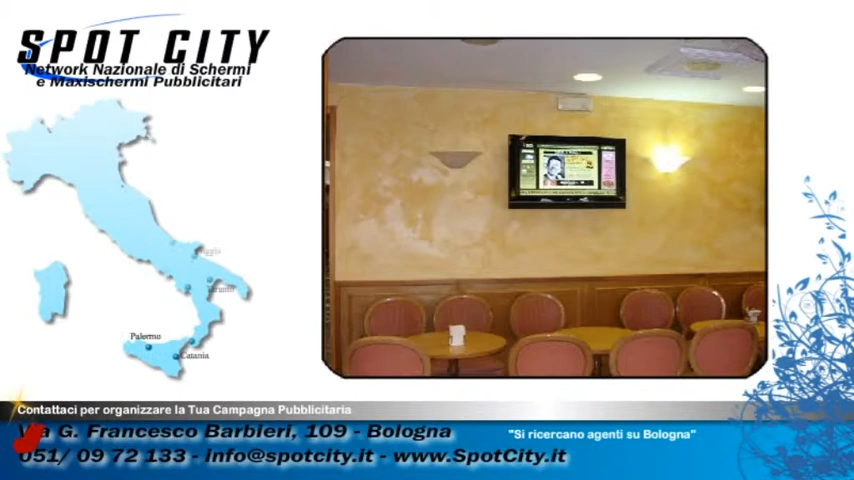 SPOT CITY
Network Nazionale di Schermi
e Maxischermi Pubblicitari
Palermo
Catania
Contattaci per organizzare la Tua Campagna Pubblicitaria
Via G. Francesco Barbieri, 109 - Bologna
"Si ricercano agenti su Bologna"
051/ 09 72 133 - info@spotcity.it - www.SpotCity.it